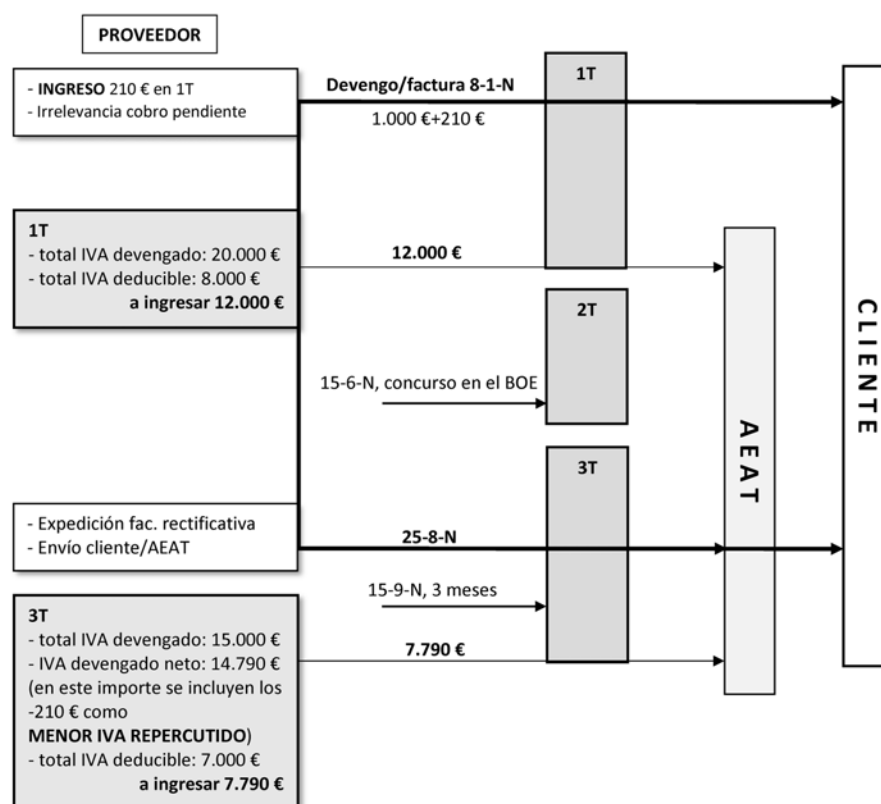 PROVEEDOR
- INGRESO 210 € en 1T
- Irrelevancia cobro pendiente
Devengo/factura 8-1-N
1.000 €+210 €
1T
1T
- total IVA devengado: 20.000 €
- total IVA deducible: 8.000 €
a ingresar 12.000 €
12.000 €
2T
15-6-N, concurso en el BOE
3T
- Expedición fac. rectificativa
- Envío cliente/AEAT
25-8-N
15-9-N, 3 meses
3T
- total IVA devengado: 15.000 €
- IVA devengado neto: 14.790 €
(en este importe se incluyen los
-210 € como
MENOR IVA REPERCUTIDO)
- total IVA deducible: 7.000 €
a ingresar 7.790 €
7.790 €
AEAT
CLIENTE